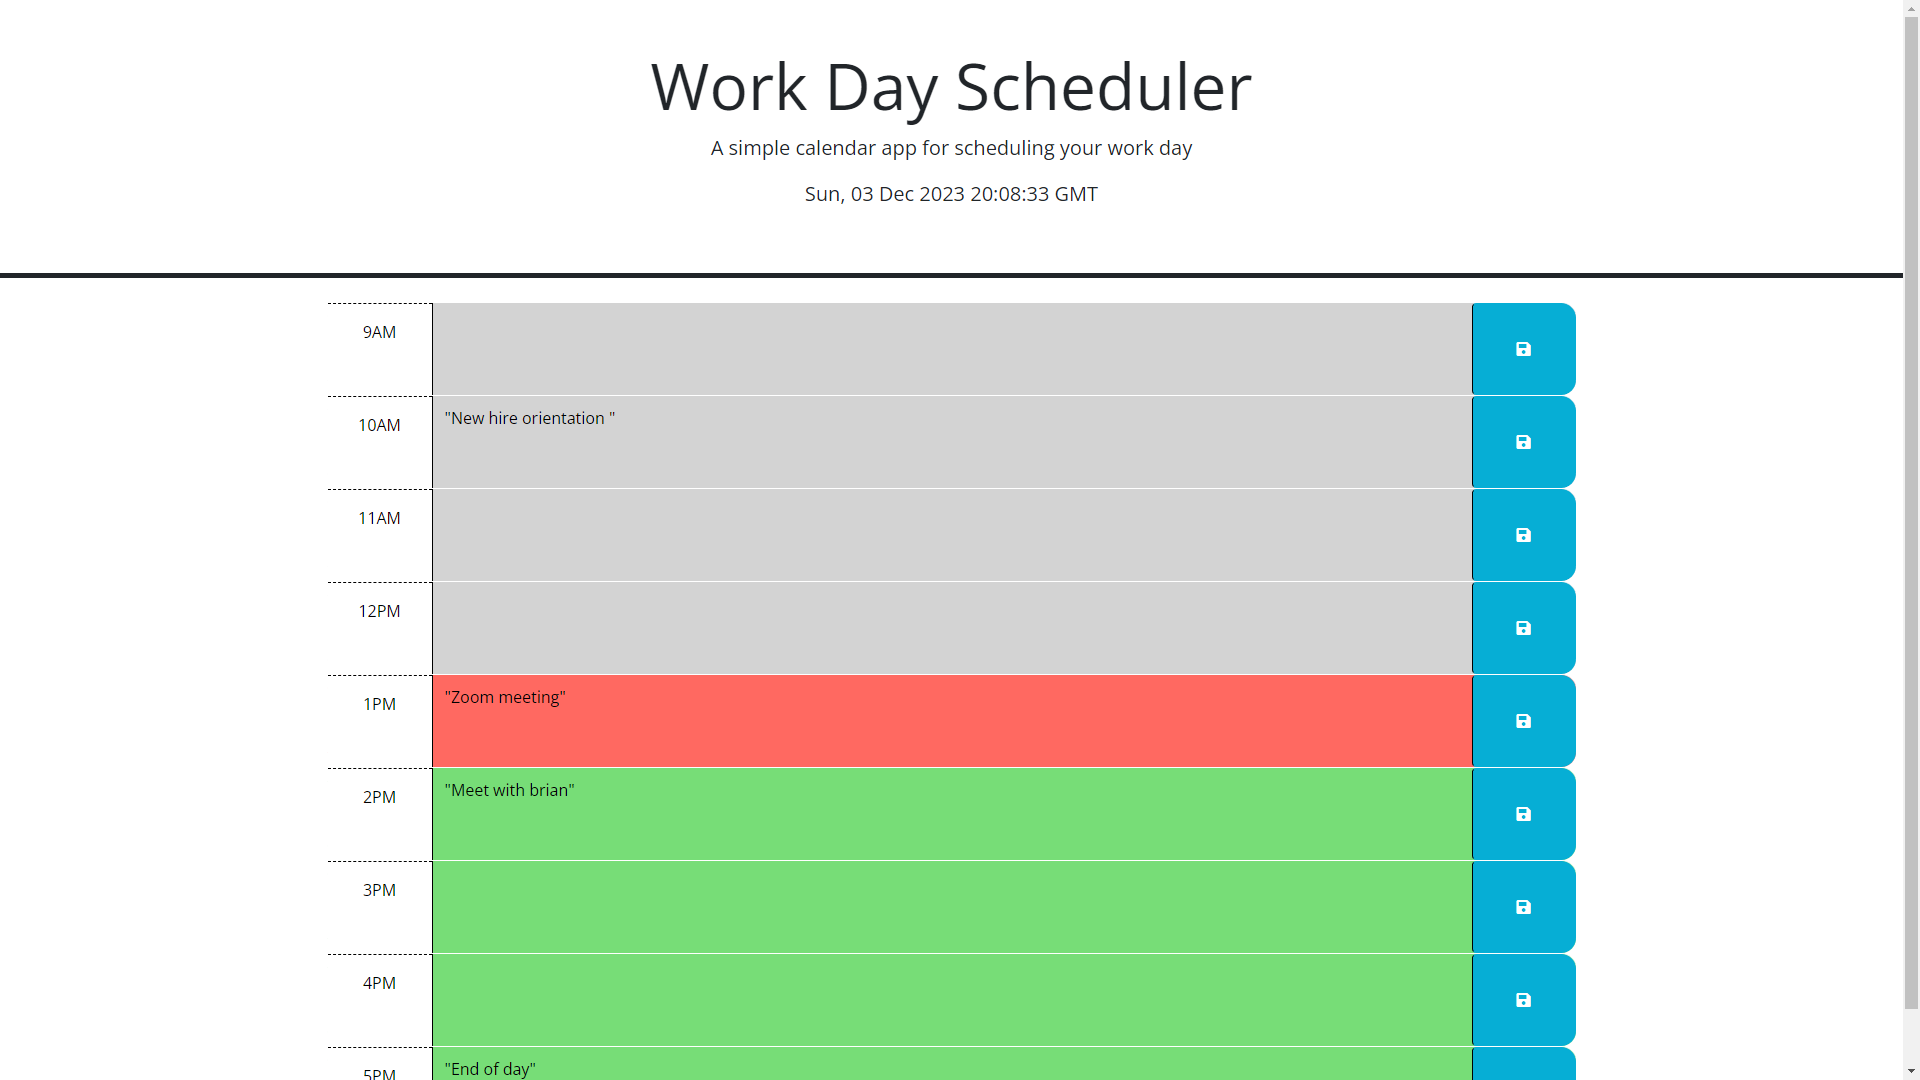 Work Day Scheduler
A simple calendar app for scheduling your work day
Sun, 03 Dec 2023 20:08:33 GMT
9AM
10AM
"New hire orientation "
11AM
12PM
1PM
"Zoom meeting"
2PM
"Meet with brian"
3PM
4PM
5PM
"End of day"